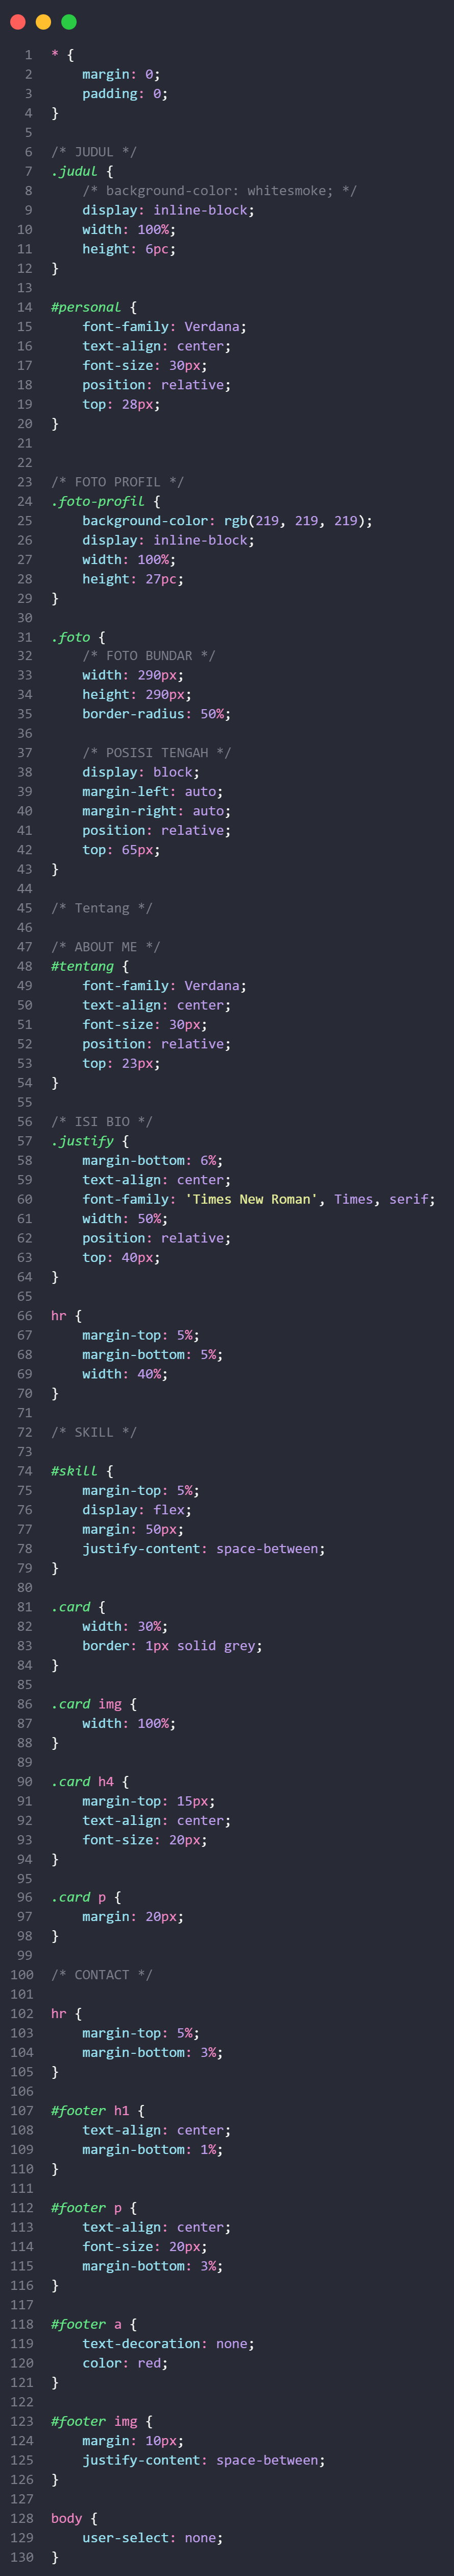 1 * {
2     margin: 0;
3     padding: 0;
4 }
5
6 /* JUDUL */
7 .judul {
8     /* background-color: whitesmoke; */
9     display: inline-block;
10     width: 100%;
11     height: 6pc;
12 }
13
14 #personal {
15     font-family: Verdana;
16     text-align: center;
17     font-size: 30px;
18     position: relative;
19     top: 28px;
20 }
21
22
23 /* FOTO PROFIL */
24 .foto-profil {
25     background-color: rgb(219, 219, 219);
26     display: inline-block;
27     width: 100%;
28     height: 27pc;
29 }
30
31 .foto {
32     /* FOTO BUNDAR */
33     width: 290px;
34     height: 290px;
35     border-radius: 50%;
36
37     /* POSISI TENGAH */
38     display: block;
39     margin-left: auto;
40     margin-right: auto;
41     position: relative;
42     top: 65px;
43 }
44
45 /* Tentang */
46
47 /* ABOUT ME */
48 #tentang {
49     font-family: Verdana;
50     text-align: center;
51     font-size: 30px;
52     position: relative;
53     top: 23px;
54 }
55
56 /* ISI BIO */
57 .justify {
58     margin-bottom: 6%;
59     text-align: center;
60     font-family: 'Times New Roman', Times, serif;
61     width: 50%;
62     position: relative;
63     top: 40px;
64 }
65
66 hr {
67     margin-top: 5%;
68     margin-bottom: 5%;
69     width: 40%;
70 }
71
72 /* SKILL */
73
74 #skill {
75     margin-top: 5%;
76     display: flex;
77     margin: 50px;
78     justify-content: space-between;
79 }
80
81 .card {
82     width: 30%;
83     border: 1px solid grey;
84 }
85
86 .card img {
87     width: 100%;
88 }
89
90 .card h4 {
91     margin-top: 15px;
92     text-align: center;
93     font-size: 20px;
94 }
95
96 .card p {
97     margin: 20px;
98 }
99
100 /* CONTACT */
101
102 hr {
103     margin-top: 5%;
104     margin-bottom: 3%;
105 }
106
107 #footer h1 {
108     text-align: center;
109     margin-bottom: 1%;
110 }
111
112 #footer p {
113     text-align: center;
114     font-size: 20px;
115     margin-bottom: 3%;
116 }
117
118 #footer a {
119     text-decoration: none;
120     color: red;
121 }
122
123 #footer img {
124     margin: 10px;
125     justify-content: space-between;
126 }
127
128 body {
129     user-select: none;
130 }